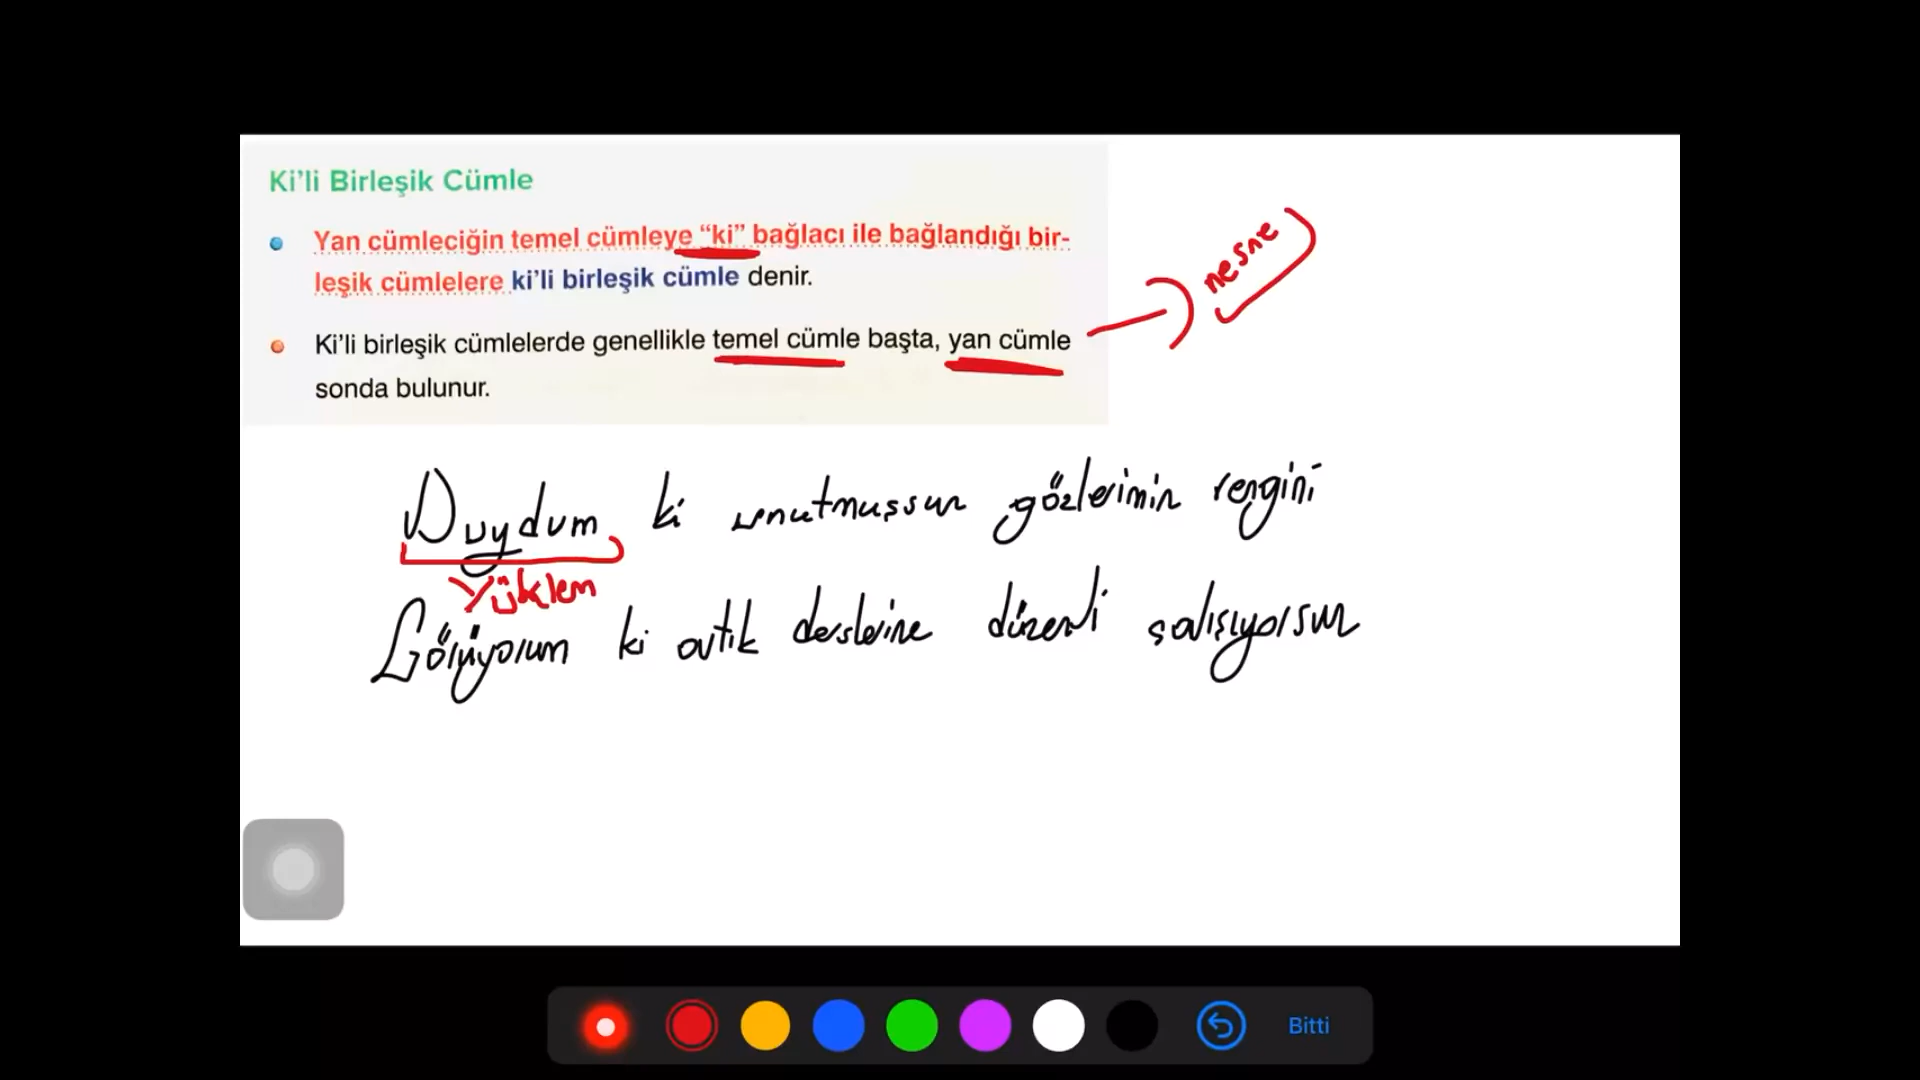 Ki'li Birleşik Cümle
Yan cümleciğin temel cümleye “ki” bağlacı ile bağlandığı bir-
leşik cümlelere ki'li birleşik cümle denir.
Ki'li birleşik cümlelerde genellikle temel cümle başta, yan cümle
sonda bulunur.
nesne
Duydum ki unutmuşsun gözlerimin rengini
Yüklem
Görüyorum ki artık derslerine düzenli çalışıyorsun
Bitti